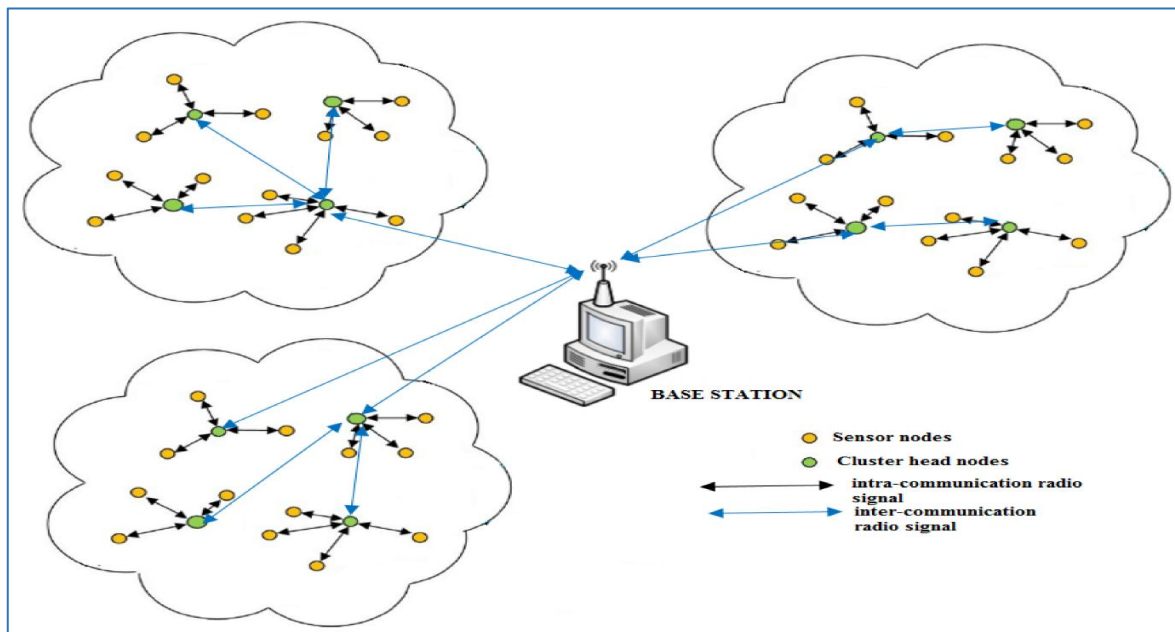 BASE STATION
Sensor nodes
Cluster head nodes
intra-communication radio
signal
inter-communication
radio signal